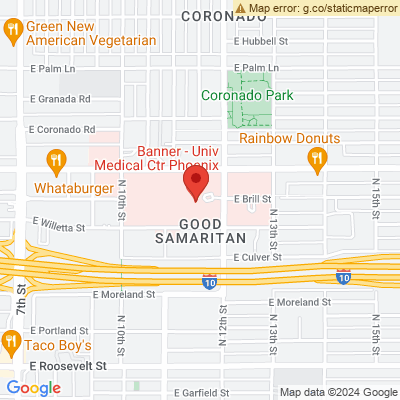 Map error: g.co/staticmaperror
CORONADO
Green New
American Vegetarian
E Hubbell St
E Palm Ln
E Palm Ln
Coronado Park
E Granada Rd
E Coronado Rd
Rainbow Donuts
Banner - Univ
Medical Ctr Phoenix
Whataburger
N 10th St
E Brill St
N 13th St
N 15th St
E Willetta St
GOOD
SAMARITAN
E Culver St
10
10
7th St
E Moreland St
E Moreland St
N 10th St
N 12th St
N 15th St
E Portland St
Taco Boy's
E Roosevelt St
Google
E Garfield St
Map data ©2024 Google